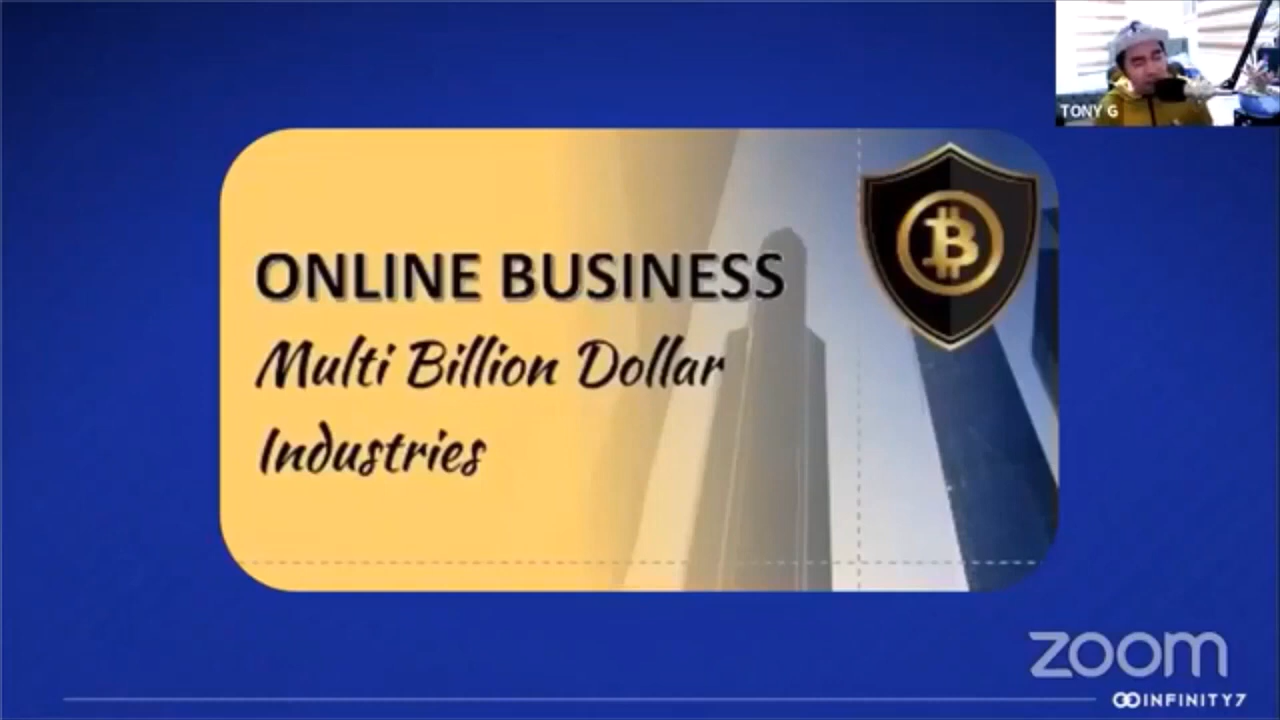 TONY G
ONLINE BUSINESS
Multi Billion Dollar
Industries
zoom
INFINITY7